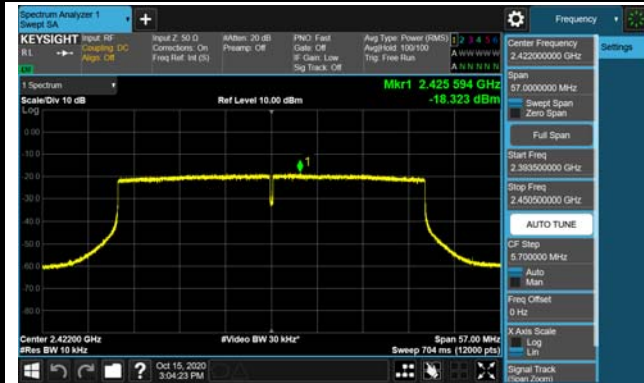 Spectrum Analyzer 1
Swept SA
+
Frequency
KEYSIGHT
Input: RF
Coupling: DC
Align: Off
Input Z: 50 Ω
Corrections: On
Freq Ref: Int (S)
#Atten: 20 dB
Preamp: Off
PNO: Fast
Gate: Off
IF Gain: Low
Sig Track: Off
Avg Type: Power (RMS)
Avg|Hold: 100/100
Trig: Free Run
1 2 3 4 5 6
A W W W W W
A N N N N N
RL
1 Spectrum
Scale/Div 10 dB
Log
Ref Level 10.00 dBm
Mkr1 2.425 594 GHz
-18.323 dBm
0.00
-10.0
-20.0
-30.0
-40.0
-50.0
-60.0
-70.0
-80.0
1
Center 2.42200 GHz
#Res BW 10 kHz
#Video BW 30 kHz*
Span 57.00 MHz
Sweep 704 ms (12000 pts)
Oct 15, 2020
3:04:23 PM
Center Frequency
2.422000000 GHz
Settings
Span
57.0000000 MHz
Swept Span
Zero Span
Full Span
Start Freq
2.393500000 GHz
Stop Freq
2.450500000 GHz
AUTO TUNE
CF Step
5.700000 MHz
Auto
Man
Freq Offset
0 Hz
X Axis Scale
Log
Lin
Signal Track
(Span Zoom)